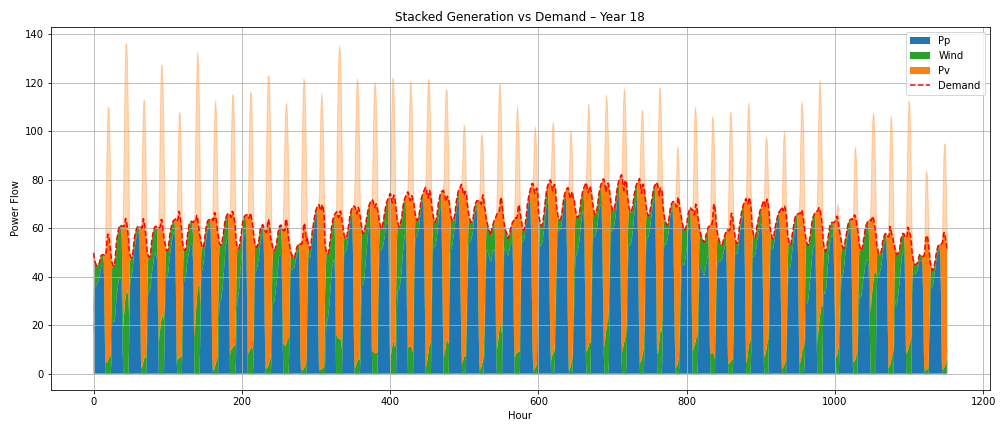 Stacked Generation vs Demand – Year 18
Power Flow
140
120
100
80
60
40
20
0
Pp
Wind
Pv
Demand
0 200 400 600 800 1000 1200
Hour